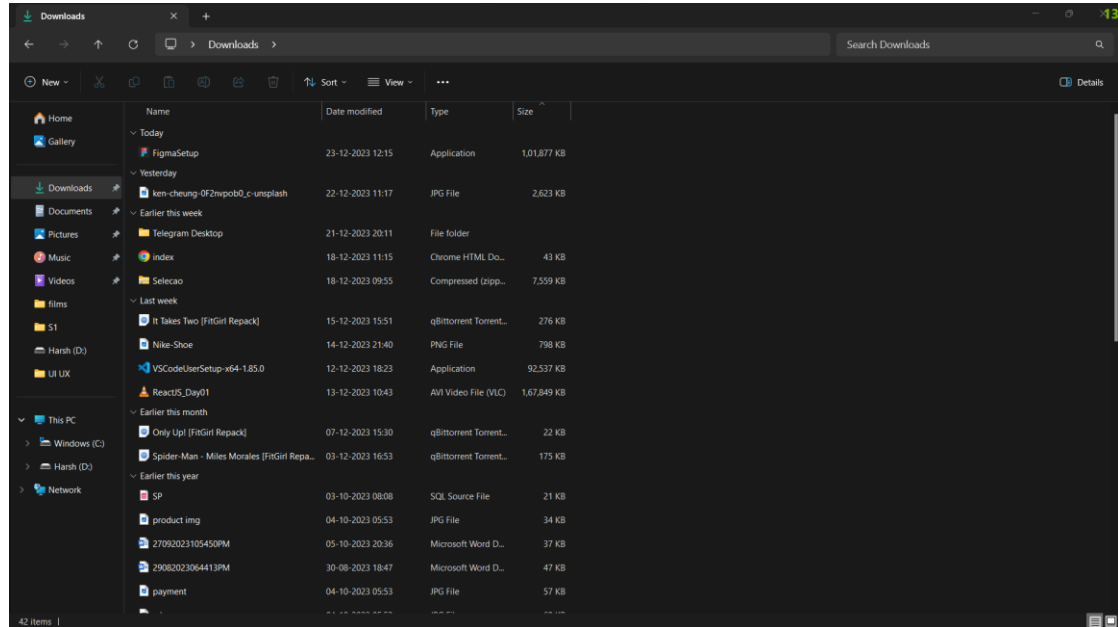 Downloads
13
Downloads
Search Downloads
New
Sort
View
Details
Home
Gallery
Downloads
Documents
Pictures
Music
Videos
films
S1
Harsh (D:)
UI UX
This PC
Windows (C:)
Harsh (D:)
Network
Name Date modified Type Size
Today
FigmaSetup 23-12-2023 12:15 Application 1,01,877 KB
Yesterday
ken-cheung-0F2nvpob0_c-unsplash 22-12-2023 11:17 JPG File 2,623 KB
Earlier this week
Telegram Desktop 21-12-2023 20:11 File folder
index 18-12-2023 11:15 Chrome HTML Do... 43 KB
Selecao 18-12-2023 09:55 Compressed (zipp... 7,559 KB
Last week
It Takes Two [FitGirl Repack] 15-12-2023 15:51 qBittorrent Torrent... 276 KB
Nike-Shoe 14-12-2023 21:40 PNG File 798 KB
VSCodeUserSetup-x64-1.85.0 12-12-2023 18:23 Application 92,537 KB
ReactJS_Day01 13-12-2023 10:43 AVI Video File (VLC) 1,67,849 KB
Earlier this month
Only Up! [FitGirl Repack] 07-12-2023 15:30 qBittorrent Torrent... 22 KB
Spider-Man - Miles Morales [FitGirl Repa... 03-12-2023 16:53 qBittorrent Torrent... 175 KB
Earlier this year
SP 03-10-2023 08:08 SQL Source File 21 KB
product img 04-10-2023 05:53 JPG File 34 KB
27092023105450PM 05-10-2023 20:36 Microsoft Word D... 37 KB
29082023064413PM 30-08-2023 18:47 Microsoft Word D... 47 KB
payment 04-10-2023 05:53 JPG File 57 KB
42 items